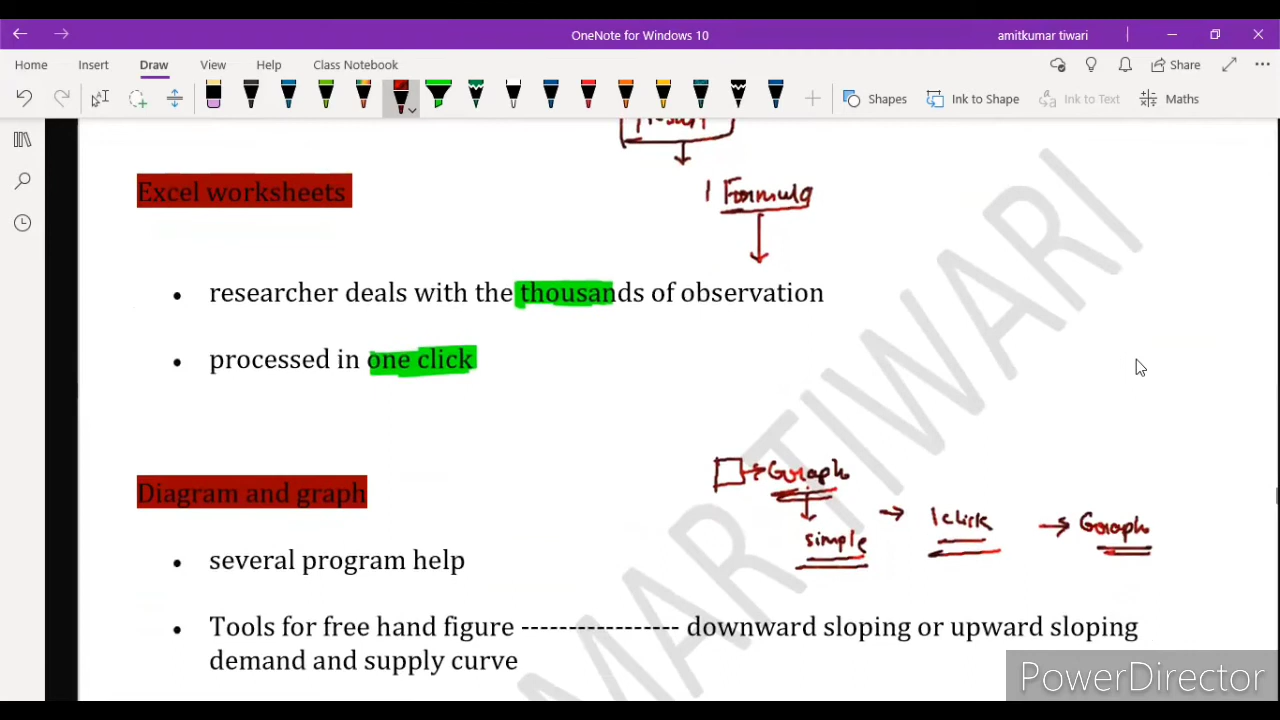 OneNote for Windows 10
amitkumar tiwari
Home
Insert
Draw
View
Help
Class Notebook
Share
Shapes
Ink to Shape
Ink to Text
Maths
Excel worksheets
1 Formula
researcher deals with the thousands of observation
processed in one click
Diagram and graph
Graph
simple
1 click
Graph
several program help
Tools for free hand figure ----------------- downward sloping or upward sloping
demand and supply curve
MARTIWARI
PowerDirector